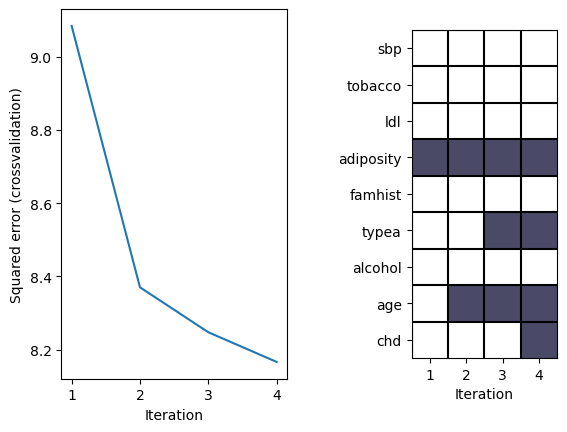 Squared error (crossvalidation)
9.0
8.8
8.6
8.4
8.2
1 2 3 4
Iteration
sbp
tobacco
ldl
adiposity
famhist
typea
alcohol
age
chd
1 2 3 4
Iteration